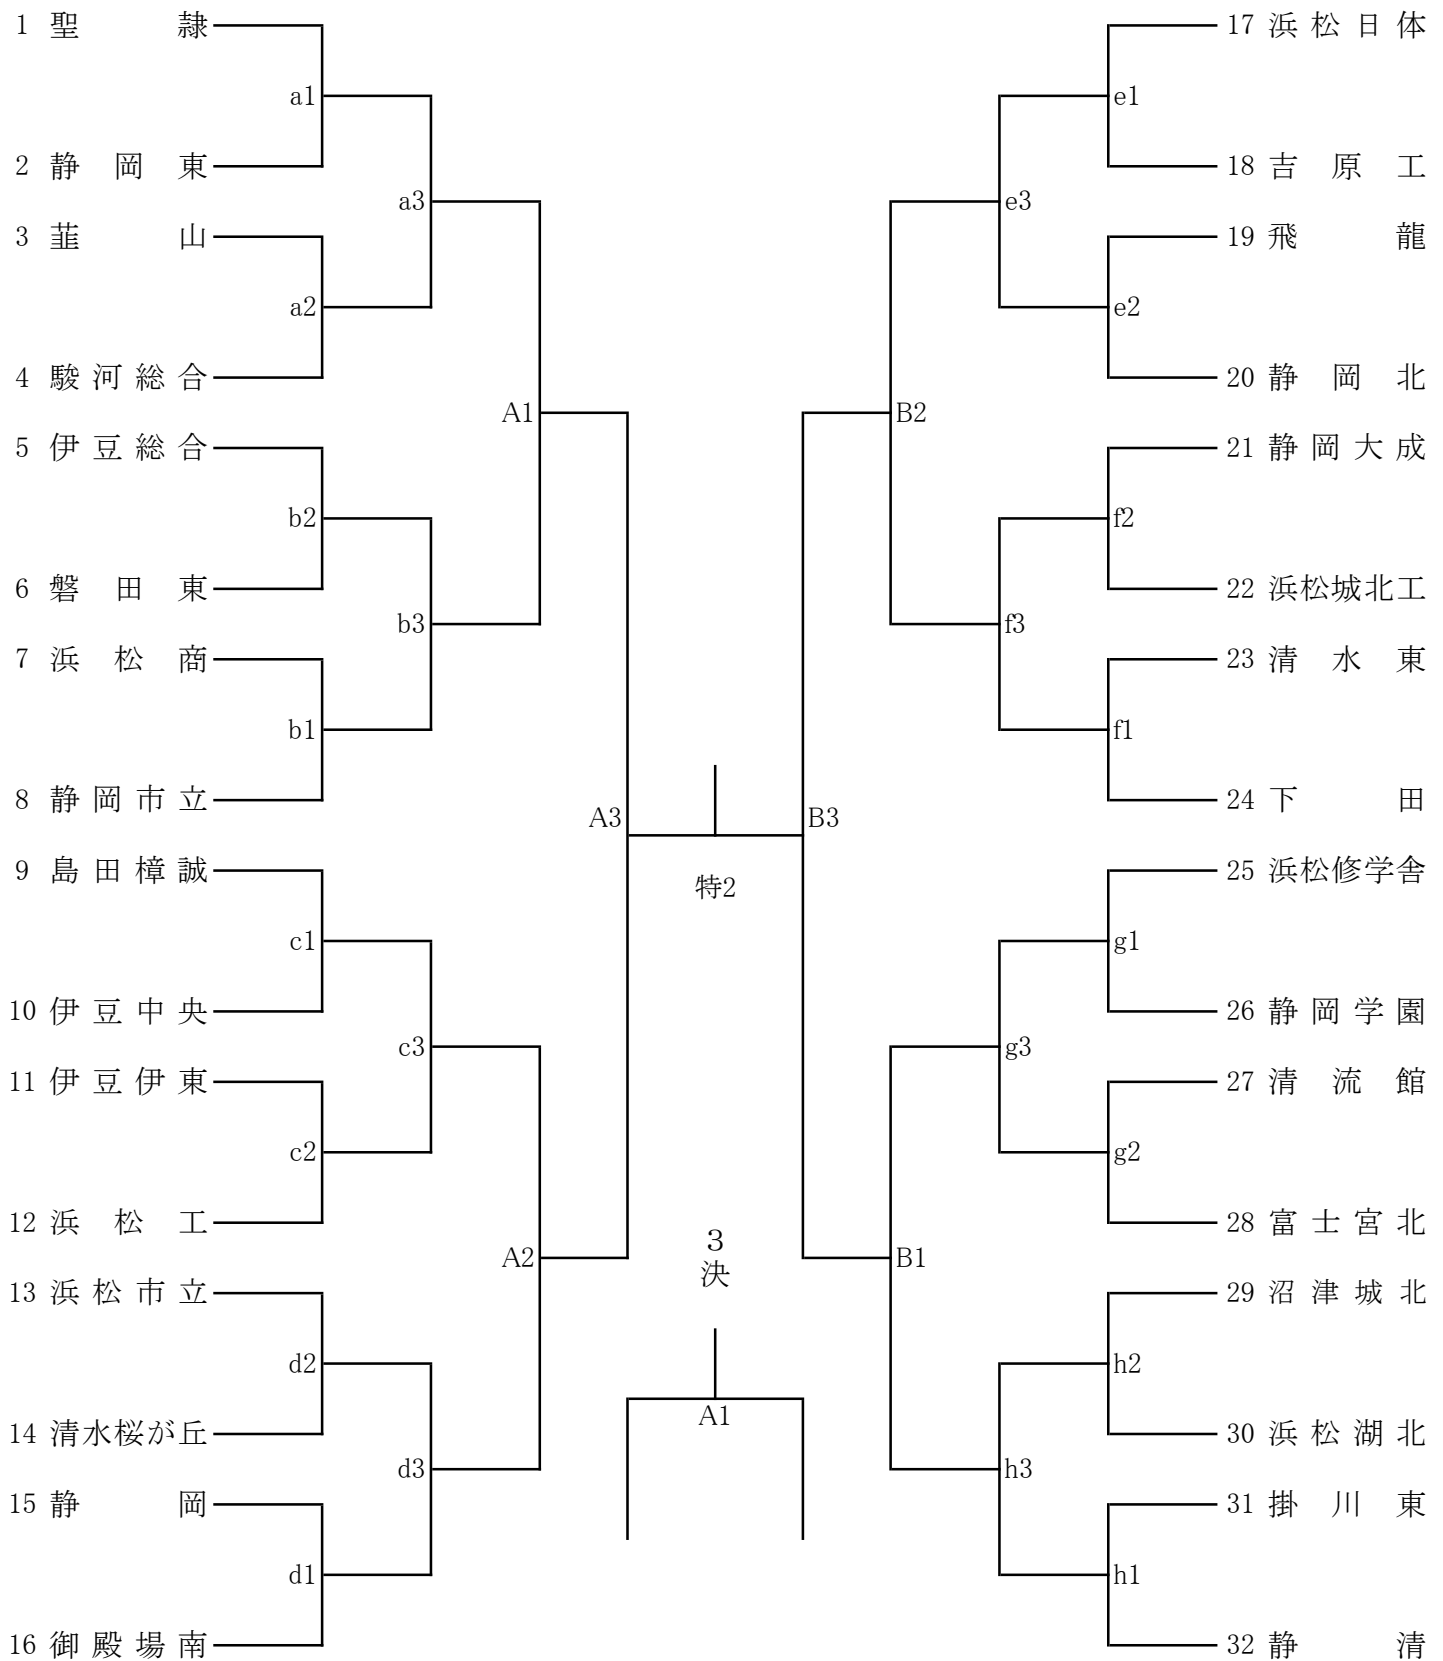 1 聖隷
a1
2 静岡東
a3
3 韮山
a2
4 駿河総合
A1
5 伊豆総合
b2
6 磐田東
b3
7 浜松商
b1
8 静岡市立
A3
9 島田樟誠
c1
10 伊豆中央
c3
11 伊豆伊東
c2
12 浜松工
A2
13 浜松市立
d2
14 清水桜が丘
d3
15 静岡
d1
16 御殿場南
特2
3
決
A1
17 浜松日体
e1
18 吉原工
e3
19 飛龍
e2
20 静岡北
B2
21 静岡大成
f2
22 浜松城北工
f3
23 清水東
f1
24 下田
B3
25 浜松修学舎
g1
26 静岡学園
g3
27 清流館
g2
28 富士宮北
B1
29 沼津城北
h2
30 浜松湖北
h3
31 掛川東
h1
32 静清